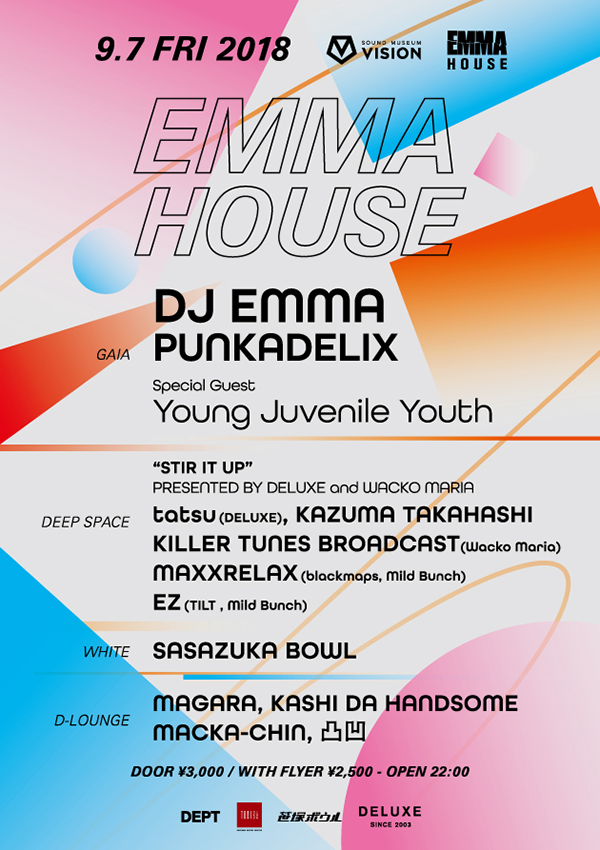 9.7 FRI 2018
SOUND MUSEUM
VISION
EMMA
HOUSE
EMMA
HOUSE
DJ EMMA
GAIA
PUNKADELIX
Special Guest
Young Juvenile Youth
“STIR IT UP”
PRESENTED BY DELUXE and WACKO MARIA
DEEP SPACE
tatsu (DELUXE), KAZUMA TAKAHASHI
KILLER TUNES BROADCAST (Wacko Maria)
MAXXRELAX (blackmaps, Mild Bunch)
EZ (TILT , Mild Bunch)
WHITE
SASAZUKA BOWL
D-LOUNGE
MAGARA, KASHI DA HANDSOME
MACKA-CHIN, 凸凹
DOOR ¥3,000 / WITH FLYER ¥2,500 - OPEN 22:00
DEPT
笹塚ボウル
DELUXE
SINCE 2003